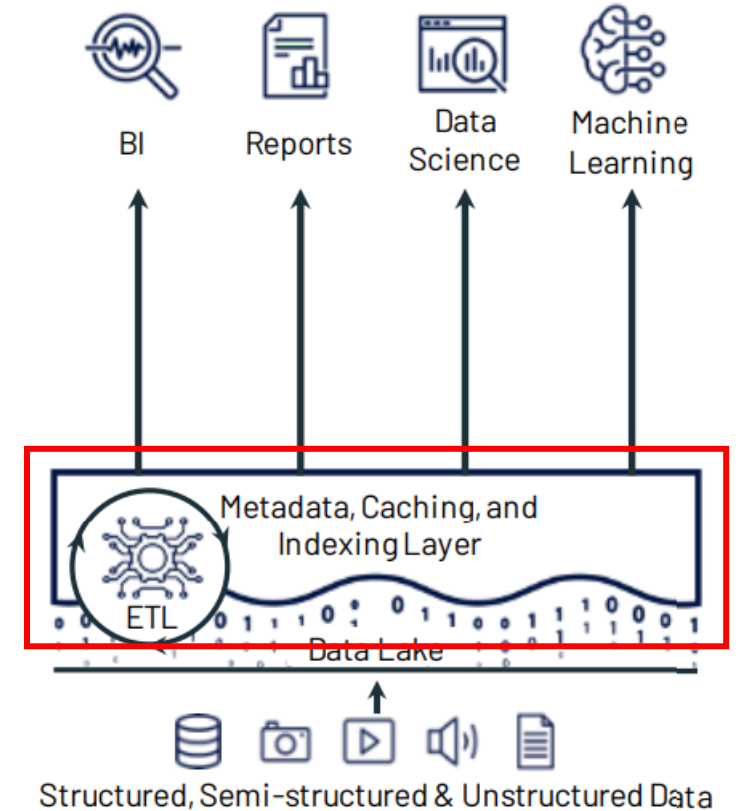 BI
Reports
Data
Science
Machine
Learning
Metadata, Caching, and
Indexing Layer
ETL
Data Lake
Structured, Semi-structured & Unstructured Data